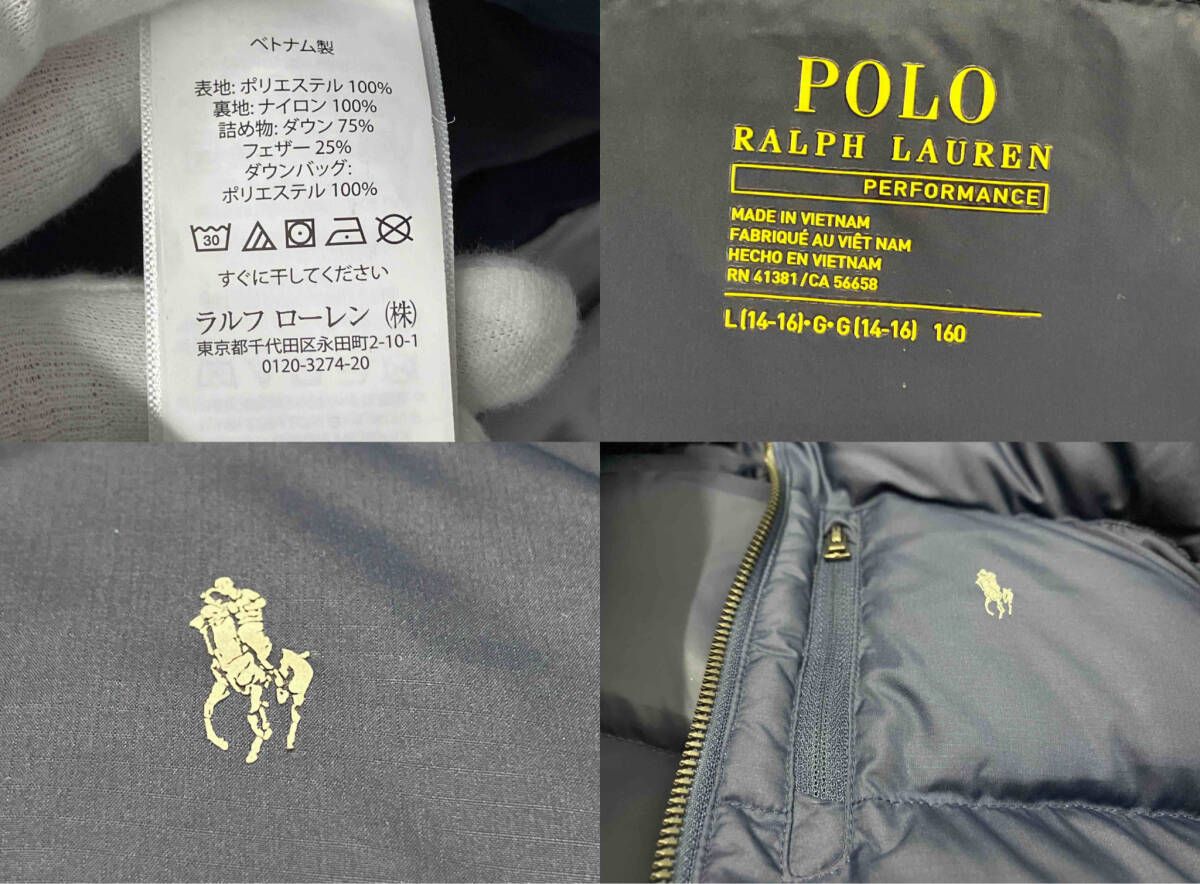 ベトナム製
表地: ポリエステル 100%
裏地: ナイロン 100%
詰め物: ダウン 75%
フェザー 25%
ダウンバッグ:
ポリエステル 100%
30
すぐに干してください
ラルフ ローレン (株)
東京都千代田区永田町2-10-1
0120-3274-20
POLO
RALPH LAUREN
PERFORMANCE
MADE IN VIETNAM
FABRIQUÉ AU VIÊT NAM
HECHO EN VIETNAM
RN 41381/CA 56658
L(14-16)•G•G(14-16) 160